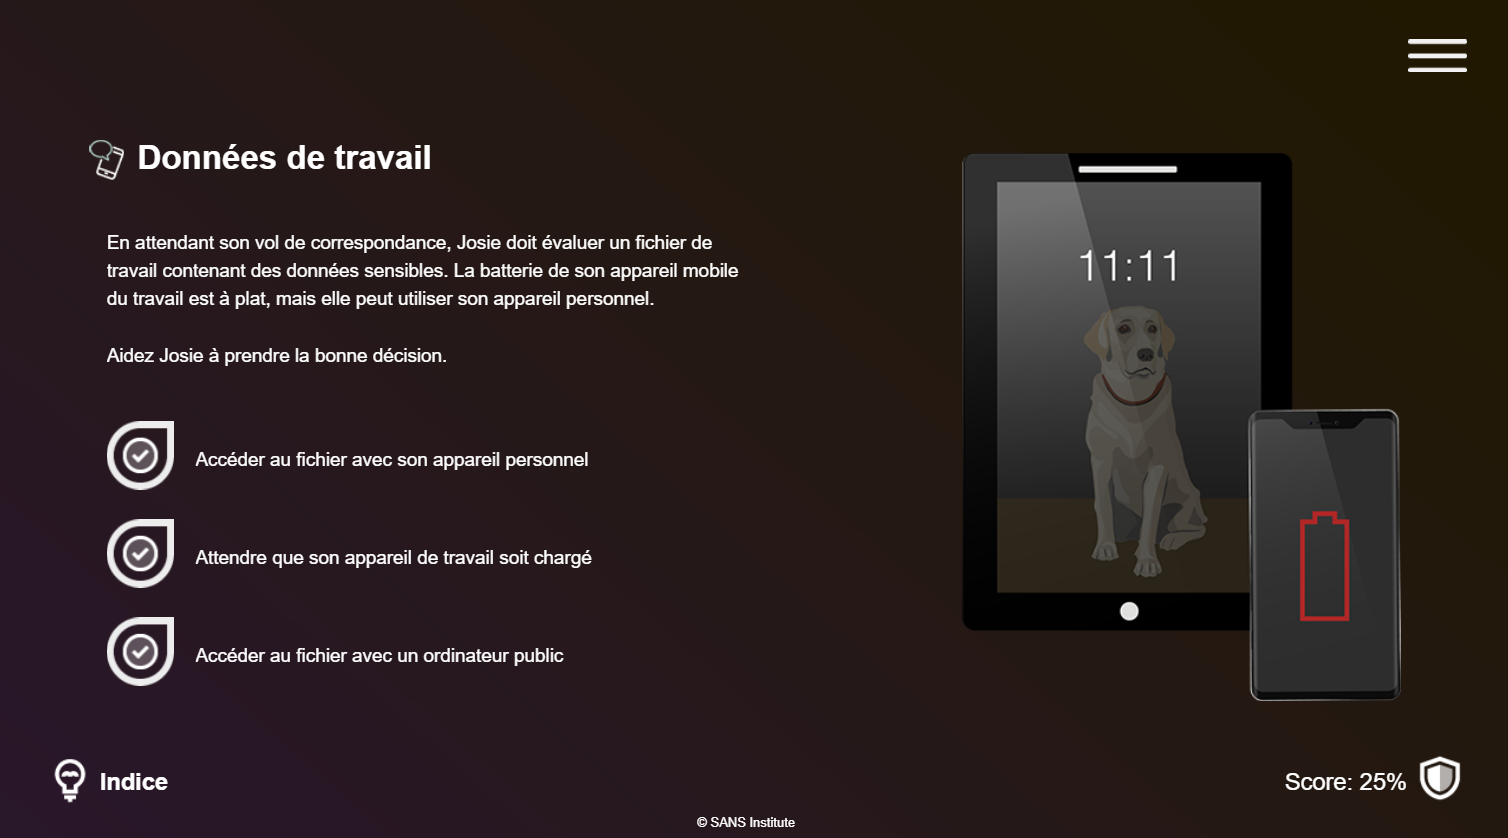 Données de travail
En attendant son vol de correspondance, Josie doit évaluer un fichier de
travail contenant des données sensibles. La batterie de son appareil mobile
du travail est à plat, mais elle peut utiliser son appareil personnel.
Aidez Josie à prendre la bonne décision.
11:11
Accéder au fichier avec son appareil personnel
Attendre que son appareil de travail soit chargé
Accéder au fichier avec un ordinateur public
Indice
Score: 25%
© SANS Institute